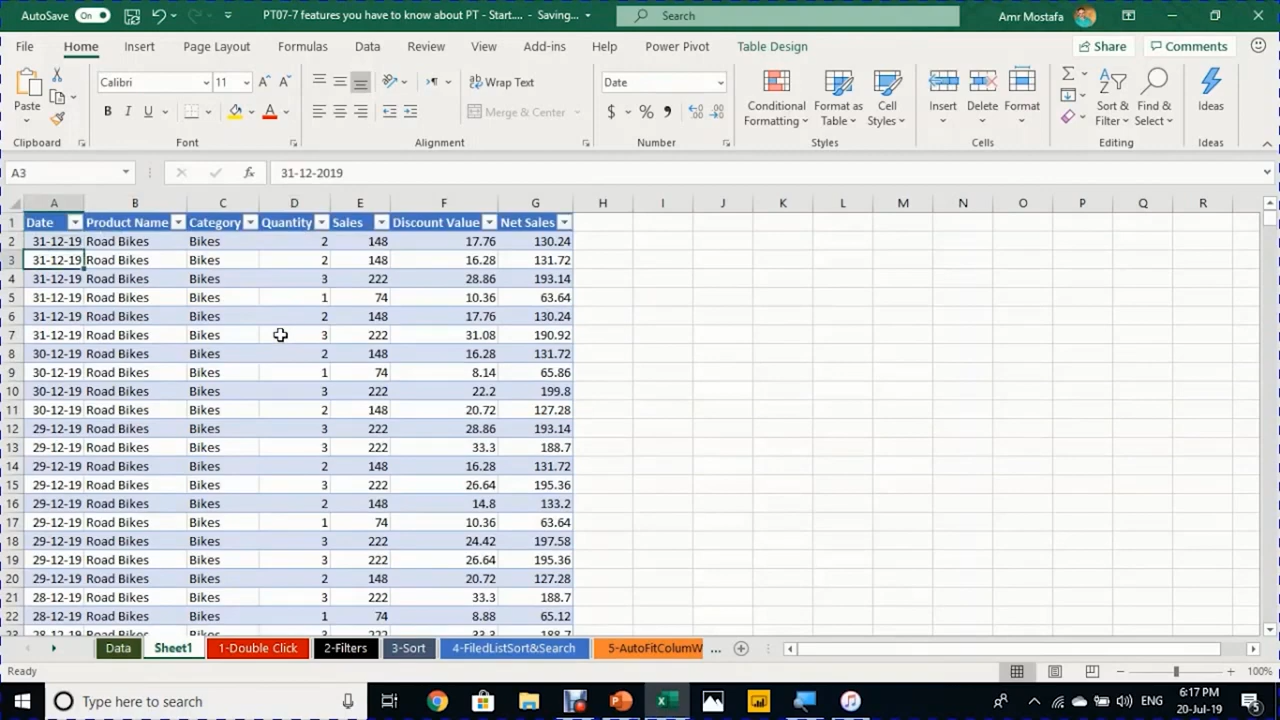 AutoSave On PT07-7 features you have to know about PT - Start.... - Saving... Search Amr Mostafa
File Home Insert Page Layout Formulas Data Review View Add-ins Help Power Pivot Table Design Share Comments
Paste Calibri 11 Wrap Text Date Conditional Formatting Format as Table Cell Styles Insert Delete Format Sort & Filter Find & Select Ideas
B I U A Merge & Center $ % ,
Clipboard Font Alignment Number Styles Cells Editing Ideas
A3 fx 31-12-2019
A B C D E F G H I J K L M N O P Q R
1 Date Product Name Category Quantity Sales Discount Value Net Sales
2 31-12-19 Road Bikes Bikes 2 148 17.76 130.24
3 31-12-19 Road Bikes Bikes 2 148 16.28 131.72
4 31-12-19 Road Bikes Bikes 3 222 28.86 193.14
5 31-12-19 Road Bikes Bikes 1 74 10.36 63.64
6 31-12-19 Road Bikes Bikes 2 148 17.76 130.24
7 31-12-19 Road Bikes Bikes 3 222 31.08 190.92
8 30-12-19 Road Bikes Bikes 2 148 16.28 131.72
9 30-12-19 Road Bikes Bikes 1 74 8.14 65.86
10 30-12-19 Road Bikes Bikes 3 222 22.2 199.8
11 30-12-19 Road Bikes Bikes 2 148 20.72 127.28
12 29-12-19 Road Bikes Bikes 3 222 28.86 193.14
13 29-12-19 Road Bikes Bikes 3 222 33.3 188.7
14 29-12-19 Road Bikes Bikes 2 148 16.28 131.72
15 29-12-19 Road Bikes Bikes 3 222 26.64 195.36
16 29-12-19 Road Bikes Bikes 2 148 14.8 133.2
17 29-12-19 Road Bikes Bikes 1 74 10.36 63.64
18 29-12-19 Road Bikes Bikes 3 222 24.42 197.58
19 29-12-19 Road Bikes Bikes 3 222 26.64 195.36
20 29-12-19 Road Bikes Bikes 2 148 20.72 127.28
21 28-12-19 Road Bikes Bikes 3 222 33.3 188.7
22 28-12-19 Road Bikes Bikes 1 74 8.88 65.12
23 28-12-19 Road Bikes Bikes 3 222 33.3 188.7
Data Sheet1 1-Double Click 2-Filters 3-Sort 4-FiledListSort&Search 5-AutoFitColumW ...
Ready 100%
Type here to search ENG 6:17 PM
20-Jul-19 5